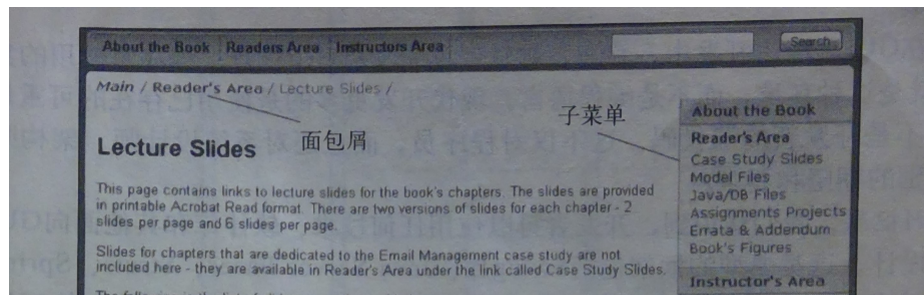 About the Book Readers Area Instructors Area Search
Main / Reader's Area / Lecture Slides /
面包屑
子菜单
Lecture Slides
This page contains links to lecture slides for the book's chapters. The slides are provided
in printable Acrobat Read format. There are two versions of slides for each chapter - 2
slides per page and 6 slides per page.
Slides for chapters that are dedicated to the Email Management case study are not
included here - they are available in Reader's Area under the link called Case Study Slides.
About the Book
Reader's Area
Case Study Slides
Model Files
Java/DB Files
Assignments Projects
Errata & Addendum
Book's Figures
Instructor's Area